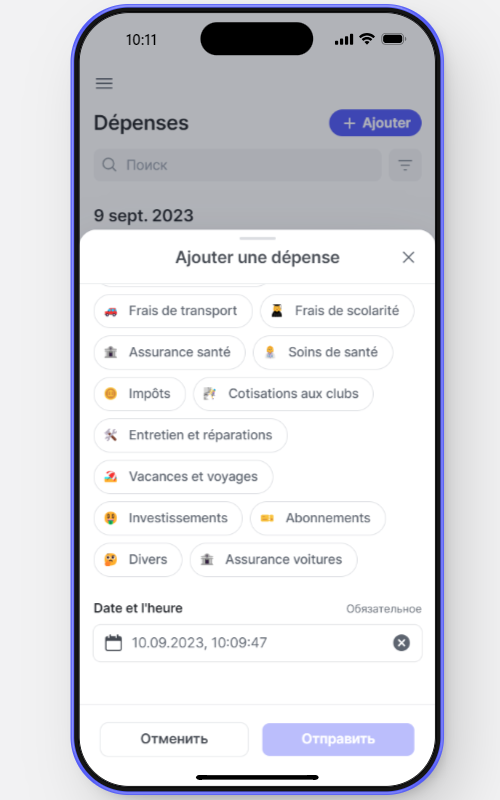 10:11
Dépenses
+ Ajouter
Поиск
9 sept. 2023
Ajouter une dépense
Frais de transport
Frais de scolarité
Assurance santé
Soins de santé
Impôts
Cotisations aux clubs
Entretien et réparations
Vacances et voyages
Investissements
Abonnements
Divers
Assurance voitures
Date et l'heure
Обязательное
10.09.2023, 10:09:47
Отменить
Отправить